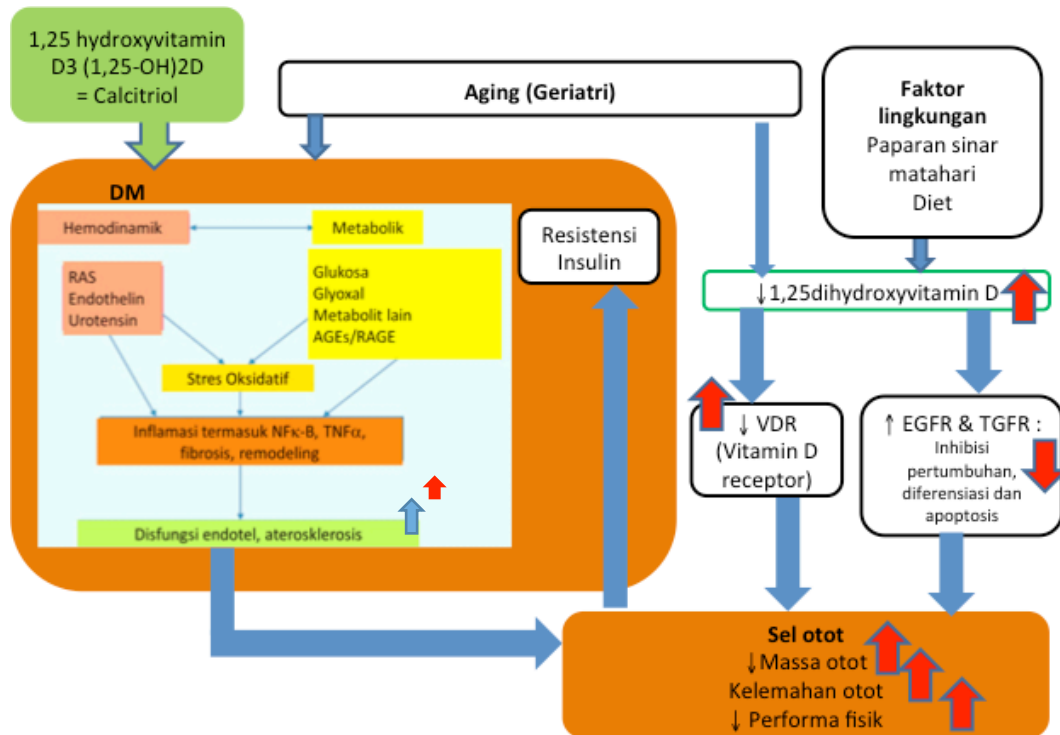 1,25 hydroxyvitamin
D3 (1,25-OH)2D
= Calcitriol
Aging (Geriatri)
Faktor
lingkungan
Paparan sinar
matahari
Diet
DM
Hemodinamik
Metabolik
RAS
Endothelin
Urotensin
Glukosa
Glyoxal
Metabolit lain
AGEs/RAGE
Stres Oksidatif
Inflamasi termasuk NFκ-B, TNFα,
fibrosis, remodeling
Disfungsi endotel, aterosklerosis
Resistensi
Insulin
↓1,25dihydroxyvitamin D
↓ VDR
(Vitamin D
receptor)
↑ EGFR & TGFR :
Inhibisi
pertumbuhan,
diferensiasi dan
apoptosis
Sel otot
↓Massa otot
Kelemahan otot
↓ Performa fisik